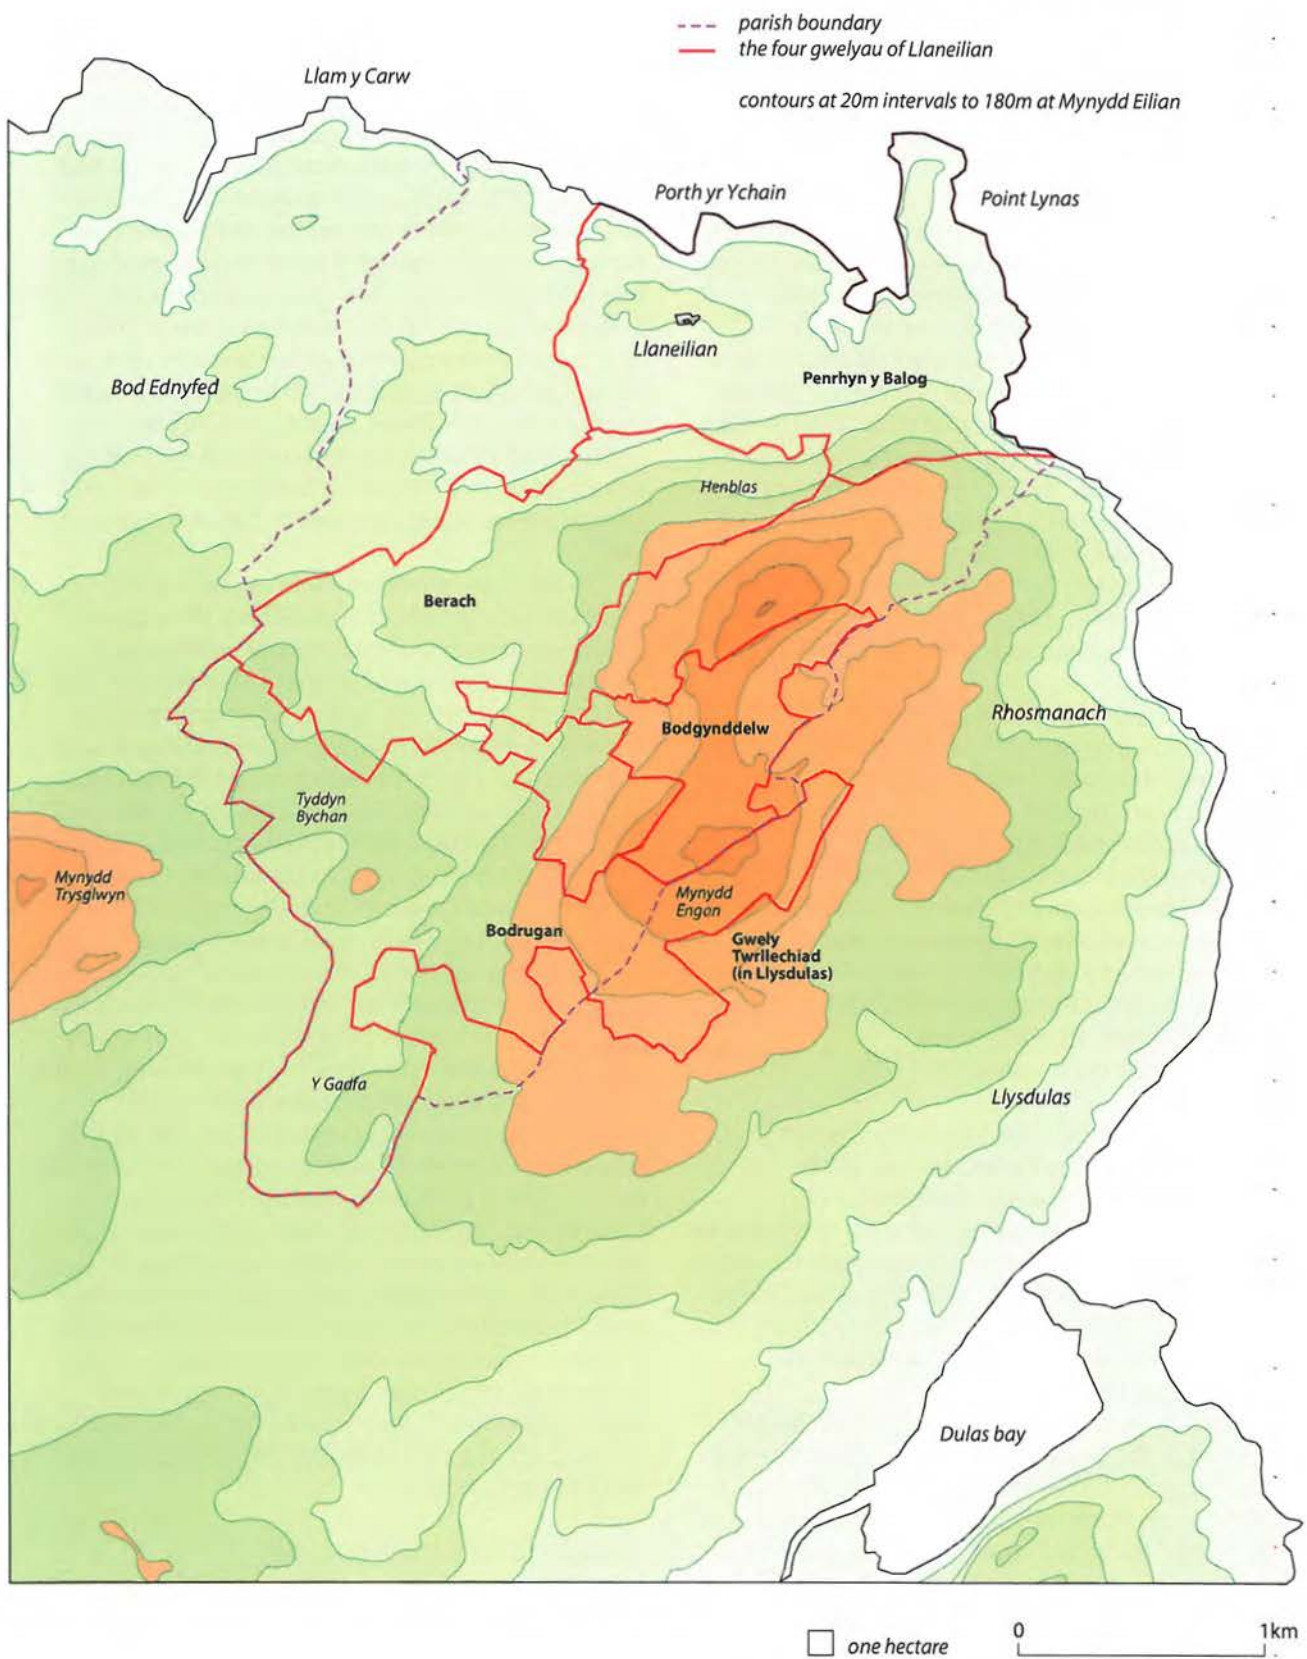 parish boundary
the four gwelyau of Llaneilian
contours at 20m intervals to 180m at Mynydd Eilian
Llam y Carw
Porth yr Ychain
Point Lynas
Llaneilian
Bod Ednyfed
Penrhyn y Balog
Henblas
Berach
Rhosmanach
Bodgynddelw
Tyddyn
Bychan
Mynydd
Trysglwyn
Mynydd
Engan
Bodrugan
Gwely
Twrllechiad
(in Llysdulas)
Y Gadfa
Llysdulas
Dulas bay
one hectare
0
1km